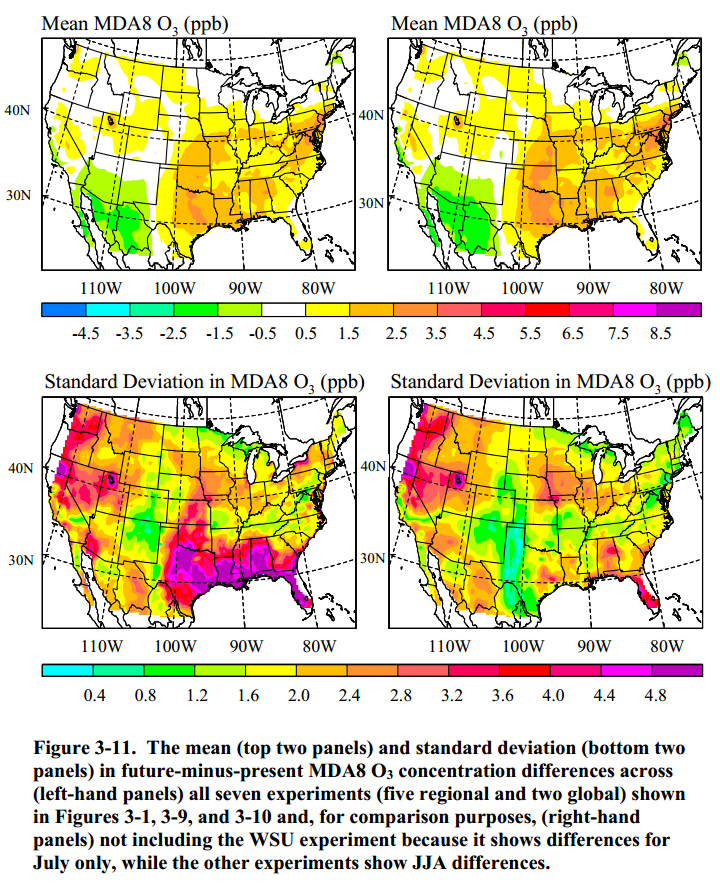 Mean MDA8 O3 (ppb)
Mean MDA8 O3 (ppb)
40N
30N
40N
30N
110W 100W 90W 80W
110W 100W 90W 80W
-4.5 -3.5 -2.5 -1.5 -0.5 0.5 1.5 2.5 3.5 4.5 5.5 6.5 7.5 8.5
Standard Deviation in MDA8 O3 (ppb)
Standard Deviation in MDA8 O3 (ppb)
40N
30N
40N
30N
110W 100W 90W 80W
110W 100W 90W 80W
0.4 0.8 1.2 1.6 2.0 2.4 2.8 3.2 3.6 4.0 4.4 4.8
Figure 3-11. The mean (top two panels) and standard deviation (bottom two
panels) in future-minus-present MDA8 O3 concentration differences across
(left-hand panels) all seven experiments (five regional and two global) shown
in Figures 3-1, 3-9, and 3-10 and, for comparison purposes, (right-hand
panels) not including the WSU experiment because it shows differences for
July only, while the other experiments show JJA differences.